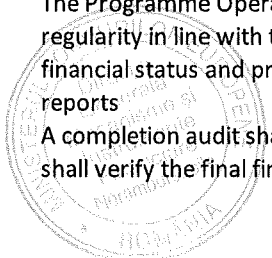 The Programme Opera
regularity in line with t
financial status and pr
reports
A completion audit sha
shall verify the final fi